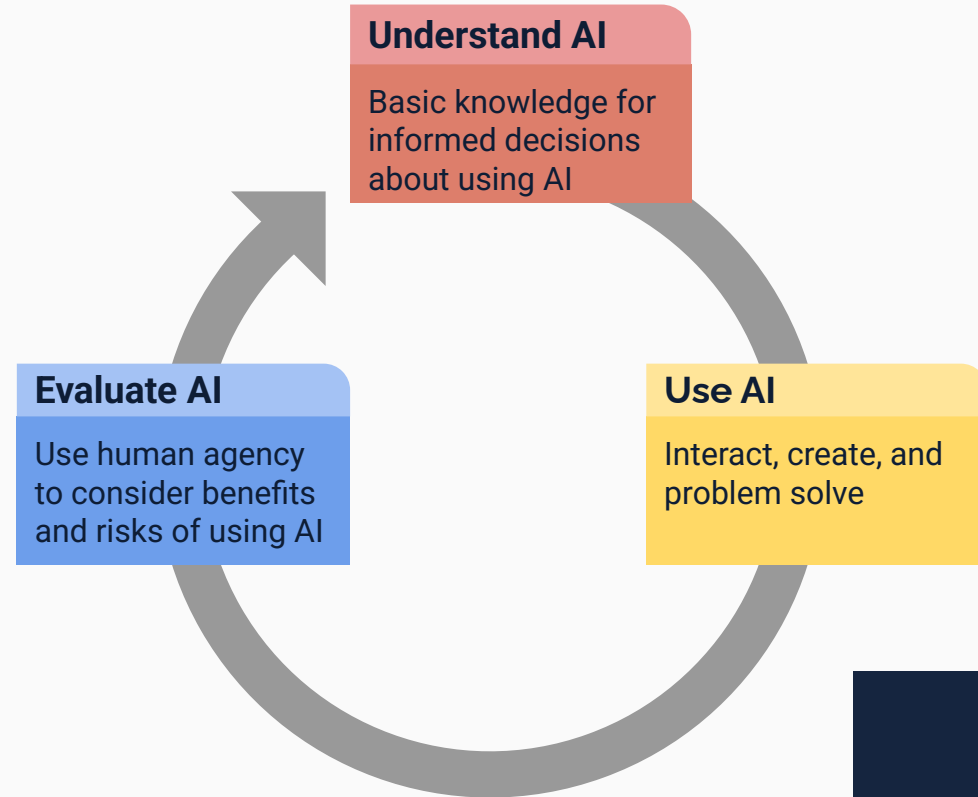 Understand AI
Basic knowledge for
informed decisions
about using AI
Evaluate AI
Use human agency
to consider benefits
and risks of using AI
Use AI
Interact, create, and
problem solve